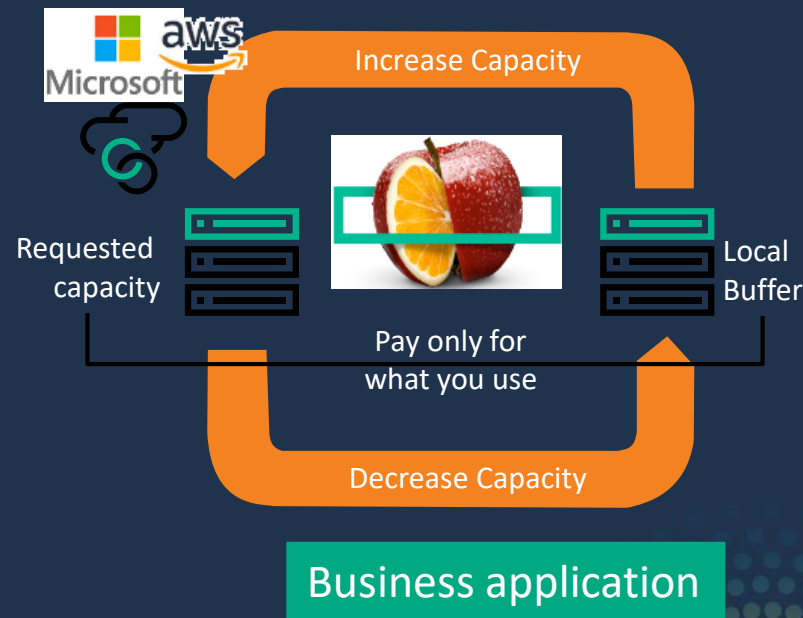 Microsoft
aws
Increase Capacity
Requested
capacity
Local
Buffer
Pay only for
what you use
Decrease Capacity
Business application